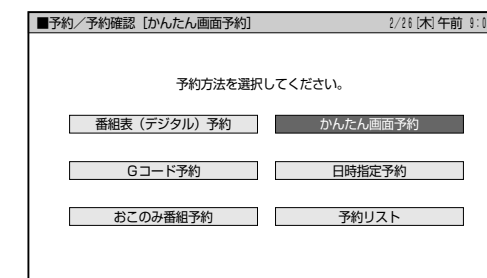 ■予約／予約確認［かんたん画面予約］ 2/26[木]午前 9:0
予約方法を選択してください。
番組表（デジタル）予約 かんたん画面予約
Gコード予約 日時指定予約
おこのみ番組予約 予約リスト